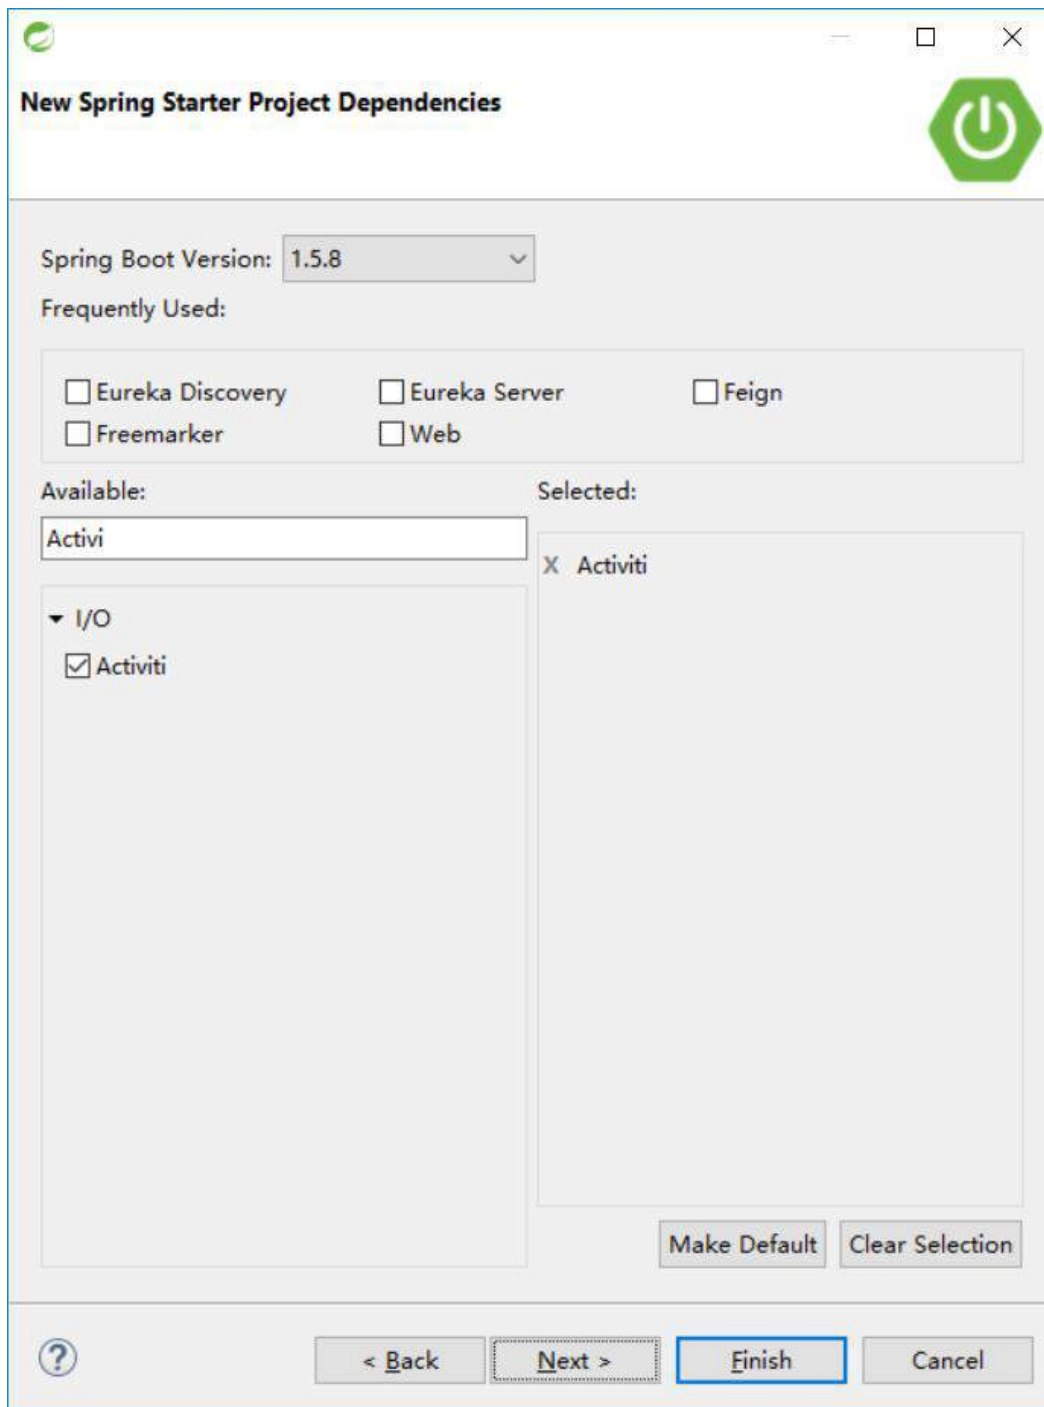 New Spring Starter Project Dependencies
Spring Boot Version: 1.5.8
Frequently Used:
Eureka Discovery Eureka Server Feign
Freemarker Web
Available: Selected:
Activi
X Activiti
I/O
Activiti
Make Default Clear Selection
? < Back Next > Finish Cancel